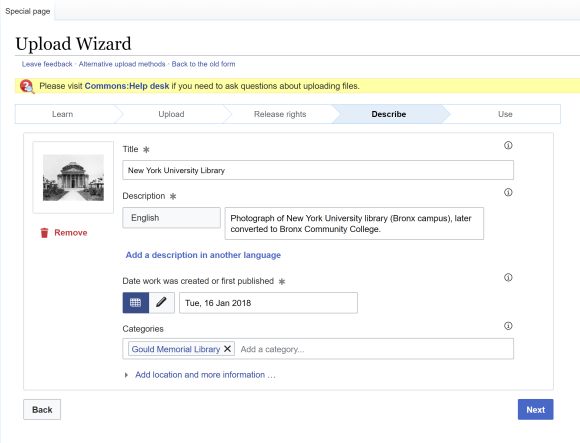 Special page
Upload Wizard
Leave feedback · Alternative upload methods · Back to the old form
Please visit Commons:Help desk if you need to ask questions about uploading files.
Learn
Upload
Release rights
Describe
Use
Title ✱
New York University Library
Description ✱
English
Photograph of New York University library (Bronx campus), later
converted to Bronx Community College.
Remove
Add a description in another language
Date work was created or first published ✱
Tue, 16 Jan 2018
Categories
Gould Memorial Library ✕ Add a category...
Add location and more information …
Back
Next